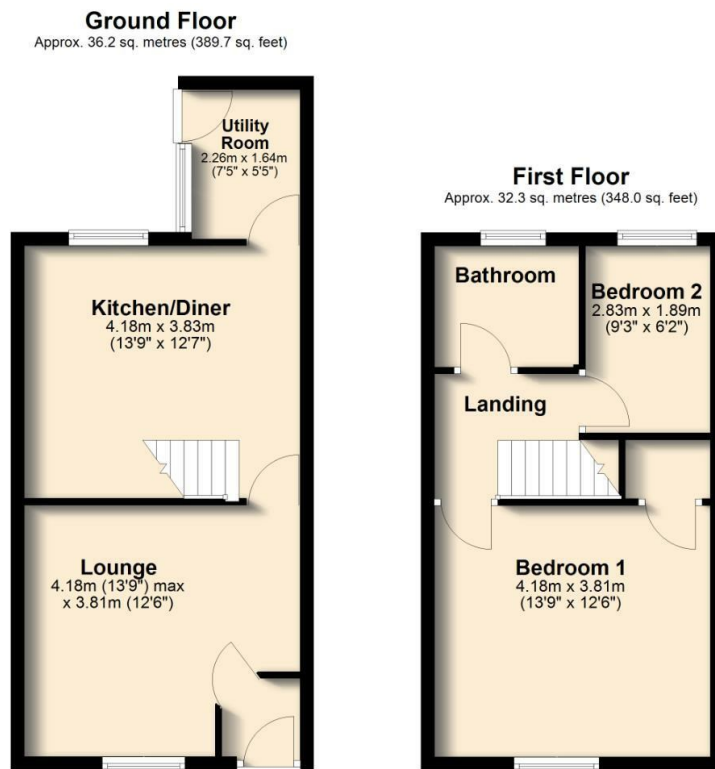 Ground Floor
Approx. 36.2 sq. metres (389.7 sq. feet)
Utility
Room
2.26m x 1.64m
(7'5" x 5'5")
Kitchen/Diner
4.18m x 3.83m
(13'9" x 12'7")
Lounge
4.18m (13'9") max
x 3.81m (12'6")
First Floor
Approx. 32.3 sq. metres (348.0 sq. feet)
Bathroom
Bedroom 2
2.83m x 1.89m
(9'3" x 6'2")
Landing
Bedroom 1
4.18m x 3.81m
(13'9" x 12'6")